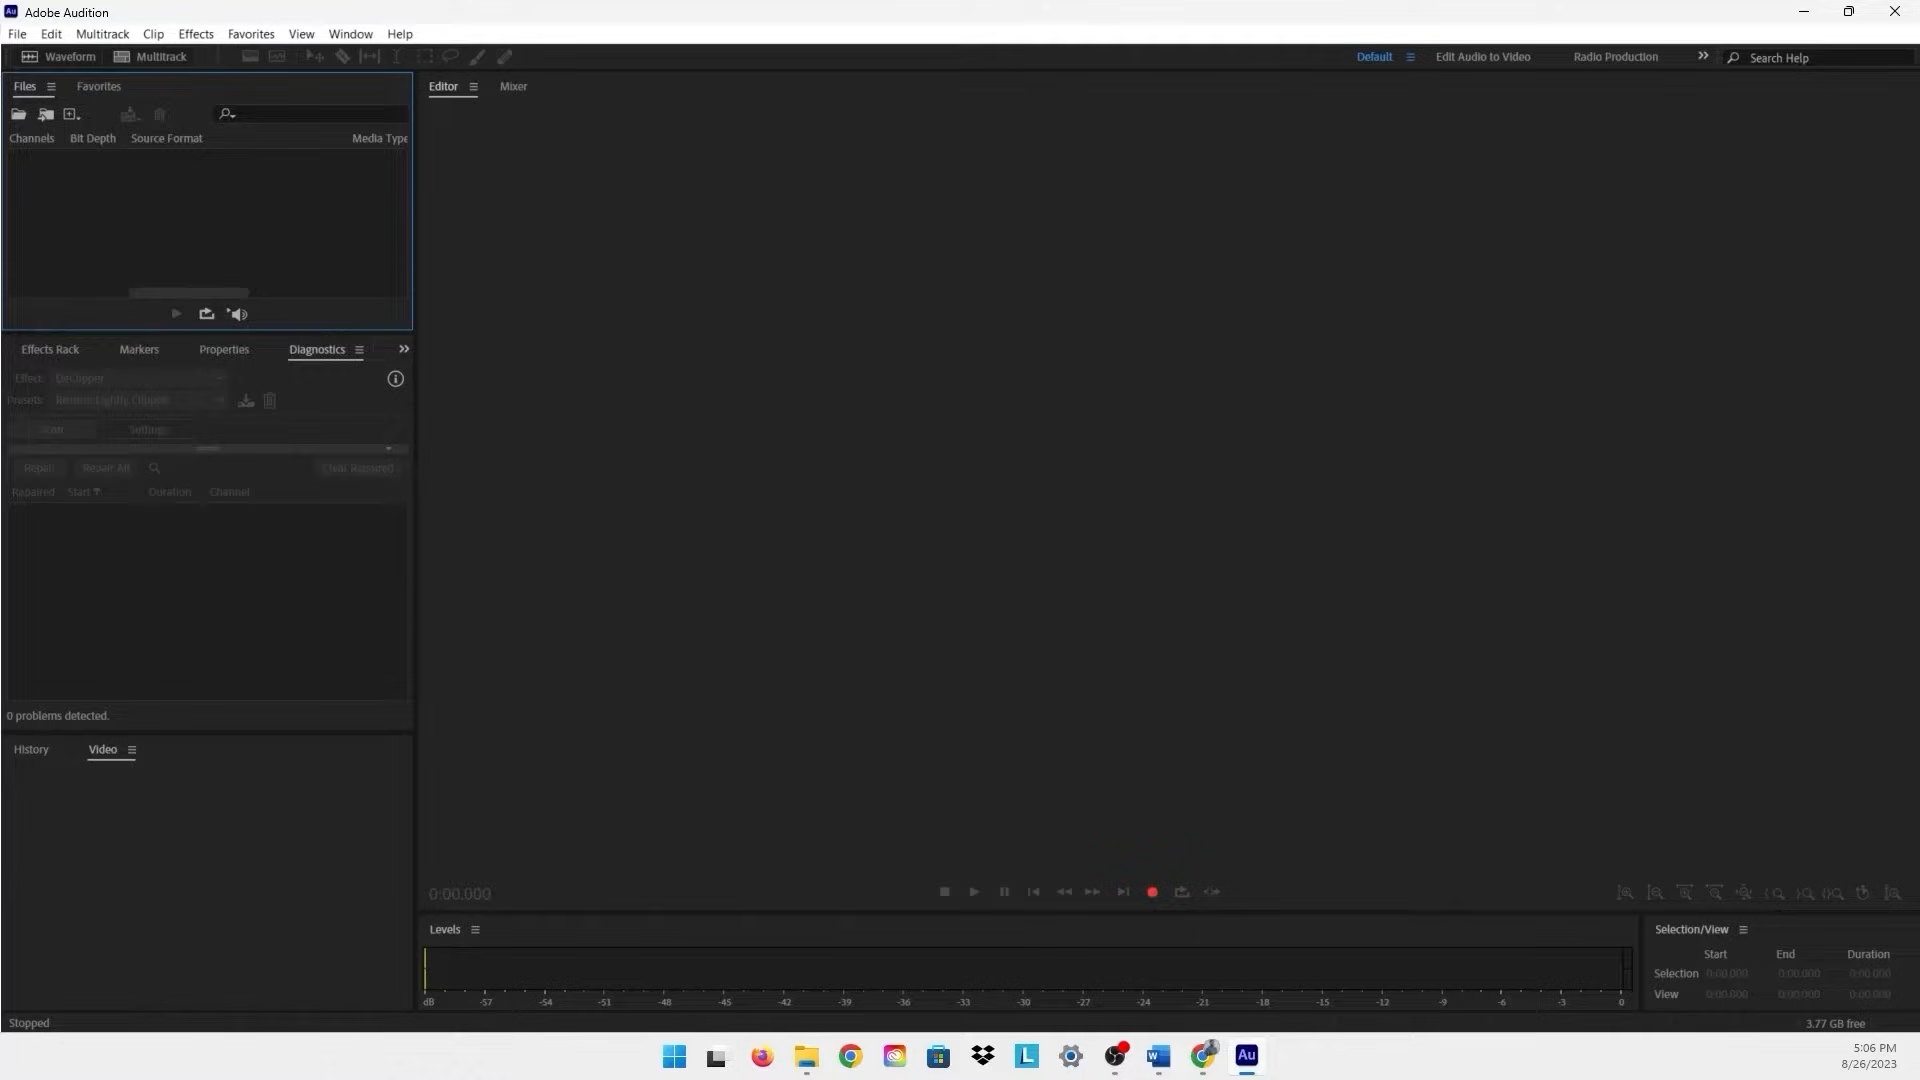 Au Adobe Audition
File Edit Multitrack Clip Effects Favorites View Window Help
Waveform Multitrack Default Edit Audio to Video Radio Production Search Help
Files Favorites
Channels Bit Depth Source Format Media Type
Editor Mixer
Effects Rack Markers Properties Diagnostics
Effect: DeClipper
Presets:
Scan Settings
Repair Repair All Clear Repaired
Repaired Start Duration Channel
0 problems detected.
History Video
0:00.000
Levels
dB -57 -54 -51 -48 -45 -42 -39 -36 -33 -30 -27 -24 -21 -18 -15 -12 -9 -6 -3 0
Selection/View
Start End Duration
Selection 0:00.000 0:00.000 0:00.000
View 0:00.000 0:00.000 0:00.000
Stopped
3.77 GB free
L W Au
5:06 PM
8/26/2023